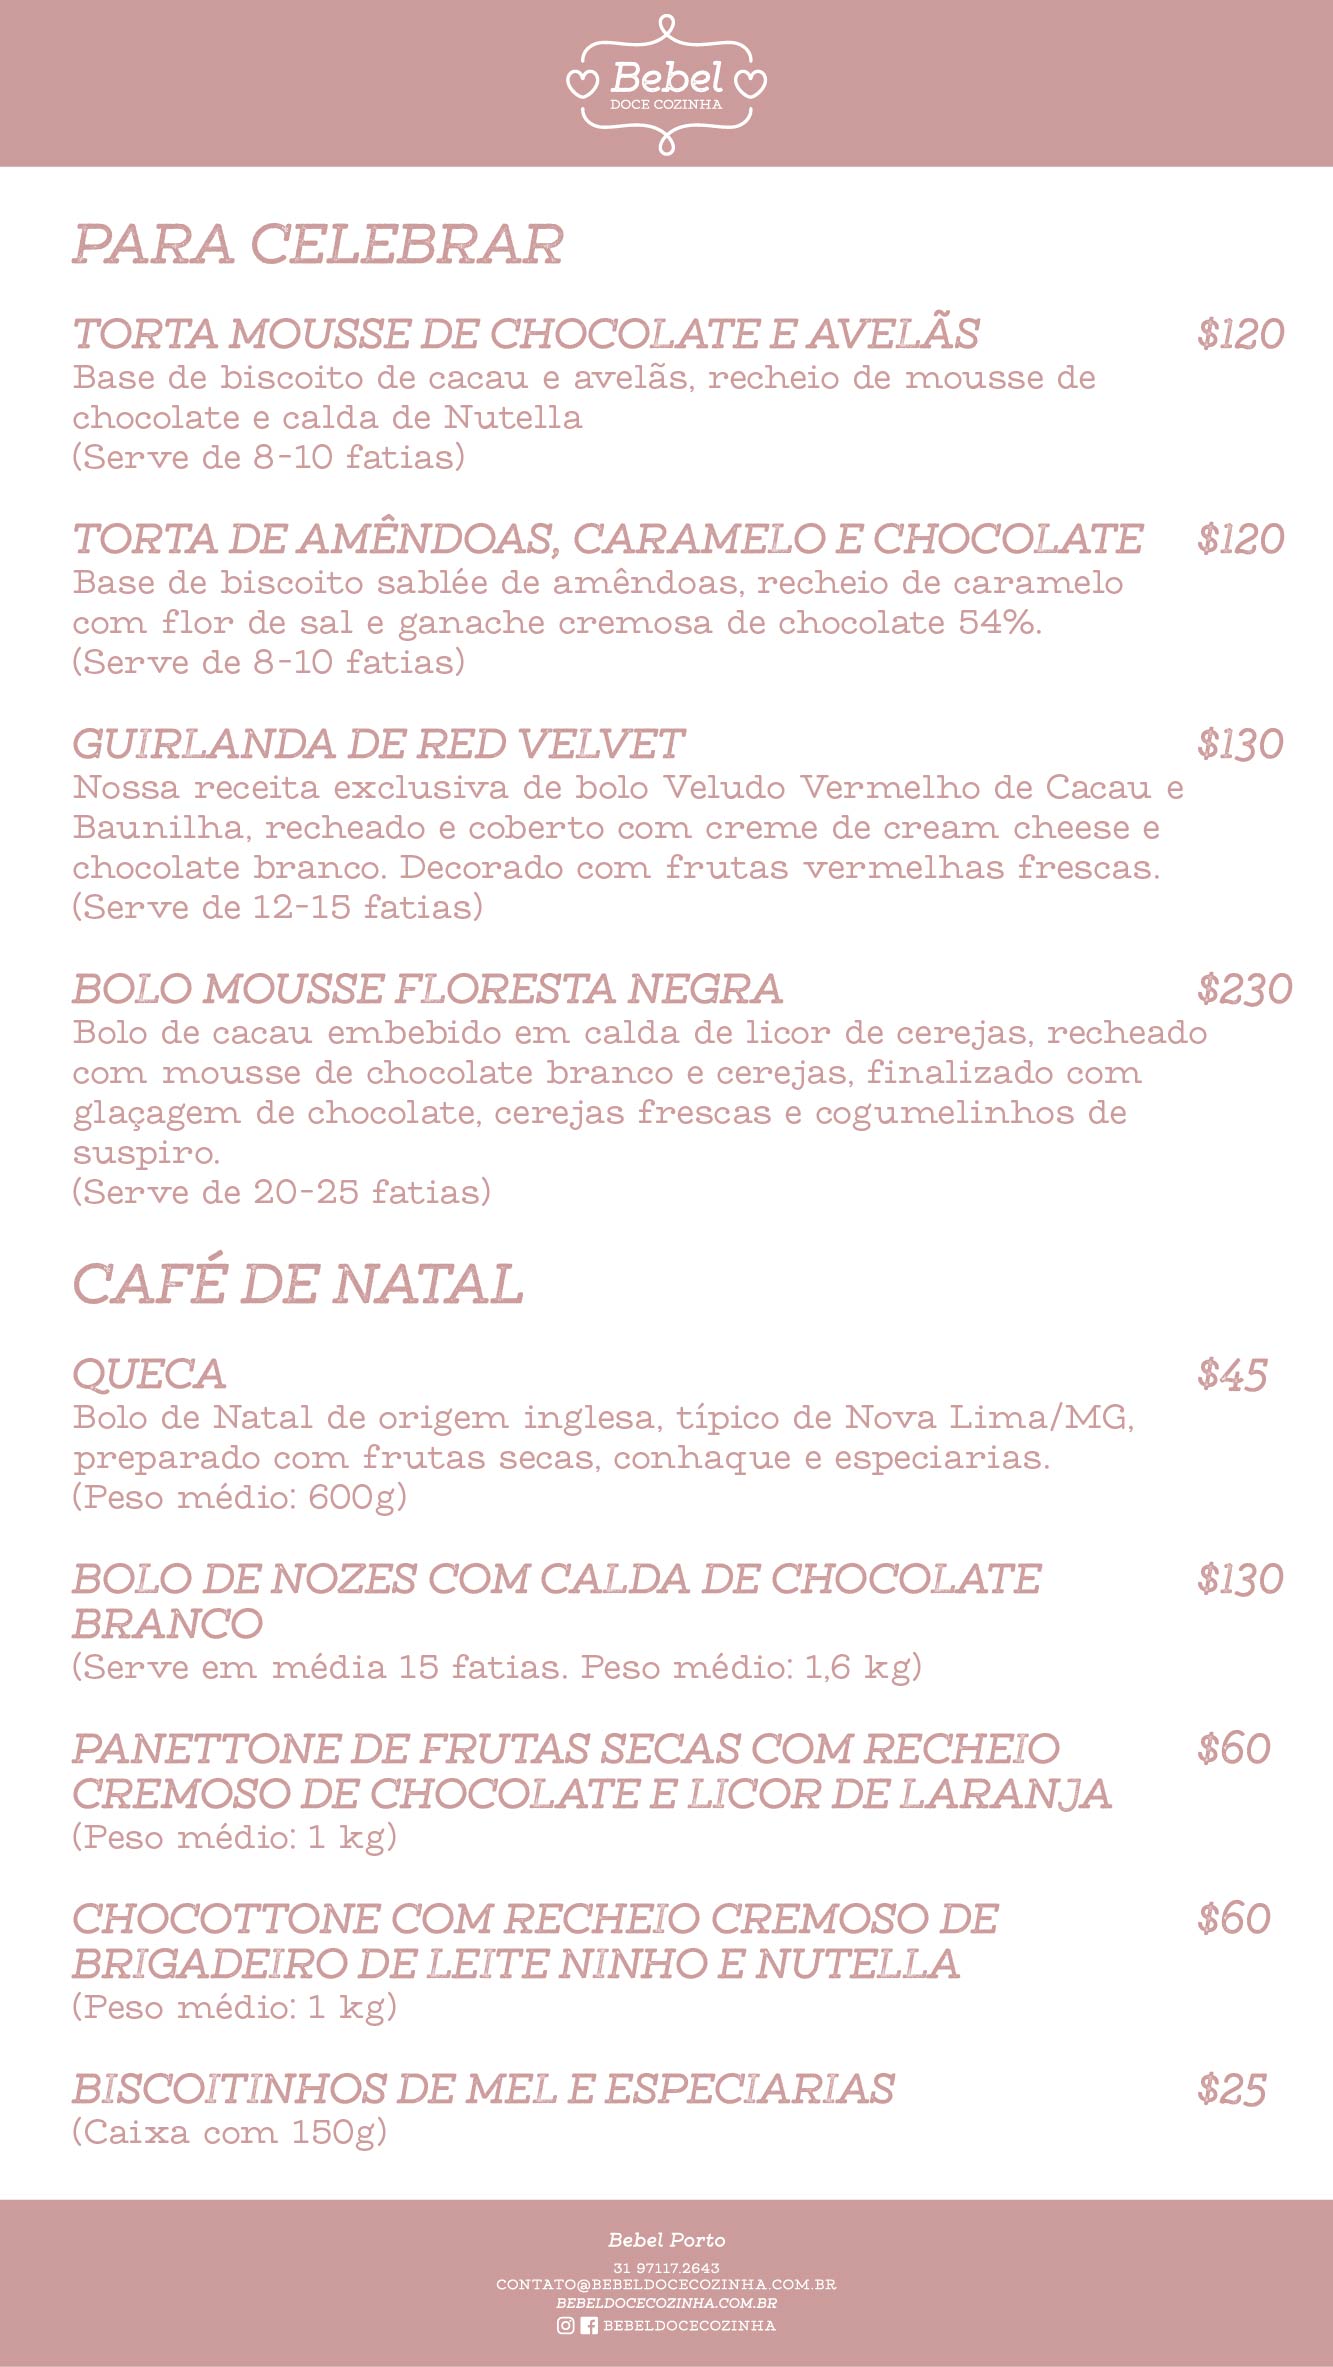 Bebel
DOCE COZINHA
PARA CELEBRAR
TORTA MOUSSE DE CHOCOLATE E AVELÃS $120
Base de biscoito de cacau e avelãs, recheio de mousse de
chocolate e calda de Nutella
(Serve de 8-10 fatias)
TORTA DE AMÊNDOAS, CARAMELO E CHOCOLATE $120
Base de biscoito sablée de amêndoas, recheio de caramelo
com flor de sal e ganache cremosa de chocolate 54%.
(Serve de 8-10 fatias)
GUIRLANDA DE RED VELVET $130
Nossa receita exclusiva de bolo Veludo Vermelho de Cacau e
Baunilha, recheado e coberto com creme de cream cheese e
chocolate branco. Decorado com frutas vermelhas frescas.
(Serve de 12-15 fatias)
BOLO MOUSSE FLORESTA NEGRA $230
Bolo de cacau embebido em calda de licor de cerejas, recheado
com mousse de chocolate branco e cerejas, finalizado com
glaçagem de chocolate, cerejas frescas e cogumelinhos de
suspiro.
(Serve de 20-25 fatias)
CAFÉ DE NATAL
QUECA $45
Bolo de Natal de origem inglesa, típico de Nova Lima/MG,
preparado com frutas secas, conhaque e especiarias.
(Peso médio: 600g)
BOLO DE NOZES COM CALDA DE CHOCOLATE $130
BRANCO
(Serve em média 15 fatias. Peso médio: 1,6 kg)
PANETTONE DE FRUTAS SECAS COM RECHEIO $60
CREMOSO DE CHOCOLATE E LICOR DE LARANJA
(Peso médio: 1 kg)
CHOCOTTONE COM RECHEIO CREMOSO DE $60
BRIGADEIRO DE LEITE NINHO E NUTELLA
(Peso médio: 1 kg)
BISCOITINHOS DE MEL E ESPECIARIAS $25
(Caixa com 150g)
Bebel Porto
31 97117.2643
CONTATO@BEBELDOCECOZINHA.COM.BR
BEBELDOCECOZINHA.COM.BR
BEBELDOCECOZINHA